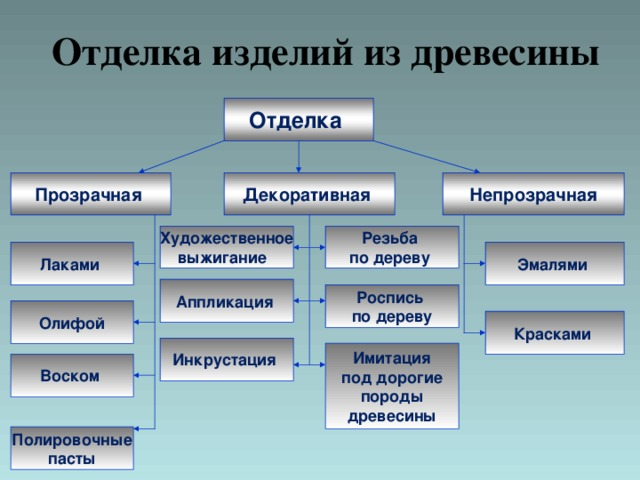 Отделка изделий из древесины
Отделка
Прозрачная
Декоративная
Непрозрачная
Художественное
выжигание
Резьба
по дереву
Лаками
Эмалями
Аппликация
Роспись
по дереву
Олифой
Красками
Инкрустация
Имитация
под дорогие
породы
древесины
Воском
Полировочные
пасты